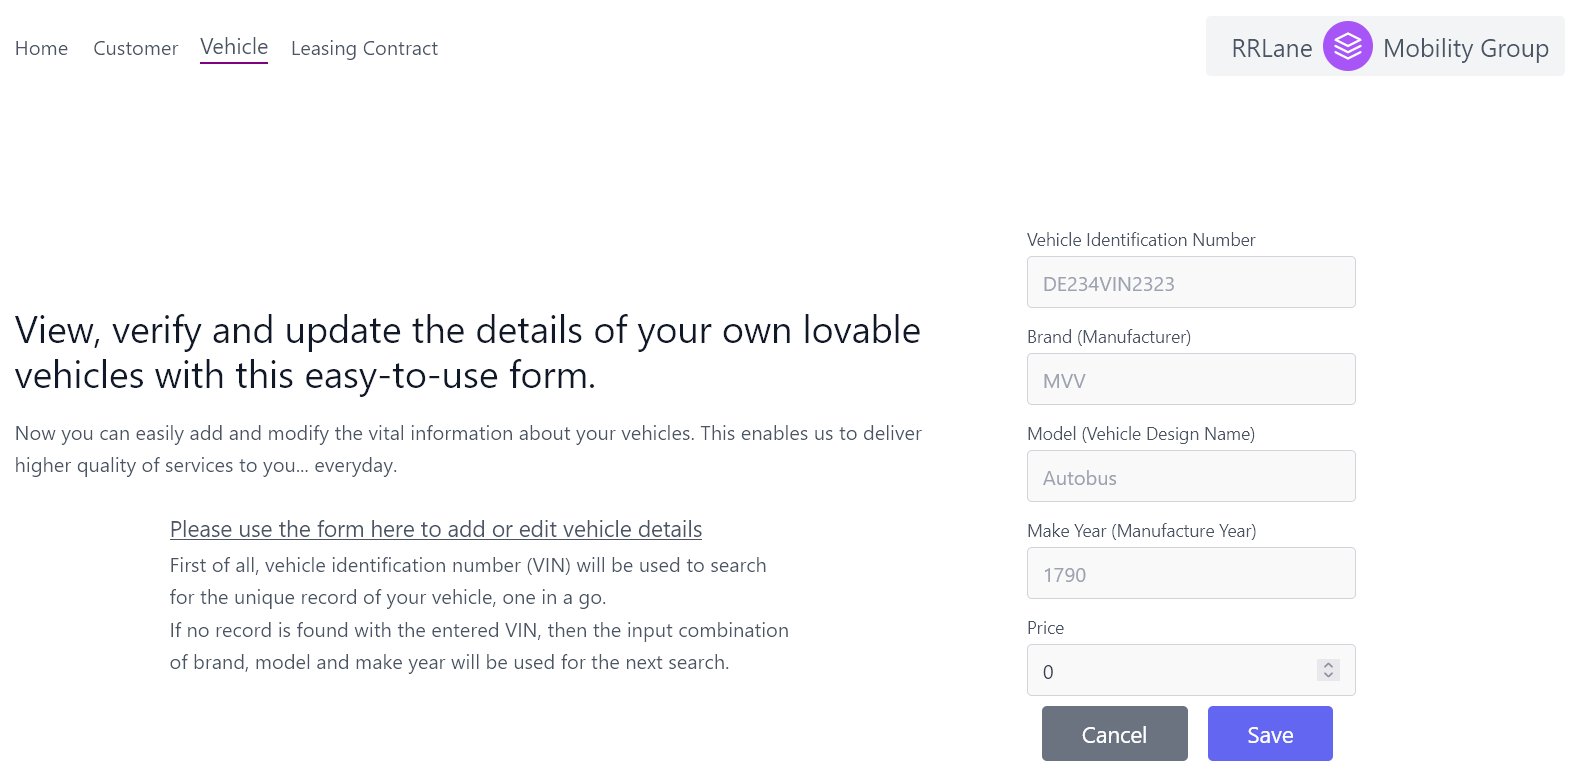 Home Customer Vehicle Leasing Contract
RRLane Mobility Group
View, verify and update the details of your own lovable
vehicles with this easy-to-use form.
Now you can easily add and modify the vital information about your vehicles. This enables us to deliver
higher quality of services to you... everyday.
Please use the form here to add or edit vehicle details
First of all, vehicle identification number (VIN) will be used to search
for the unique record of your vehicle, one in a go.
If no record is found with the entered VIN, then the input combination
of brand, model and make year will be used for the next search.
Vehicle Identification Number
DE234VIN2323
Brand (Manufacturer)
MVV
Model (Vehicle Design Name)
Autobus
Make Year (Manufacture Year)
1790
Price
0
Cancel Save